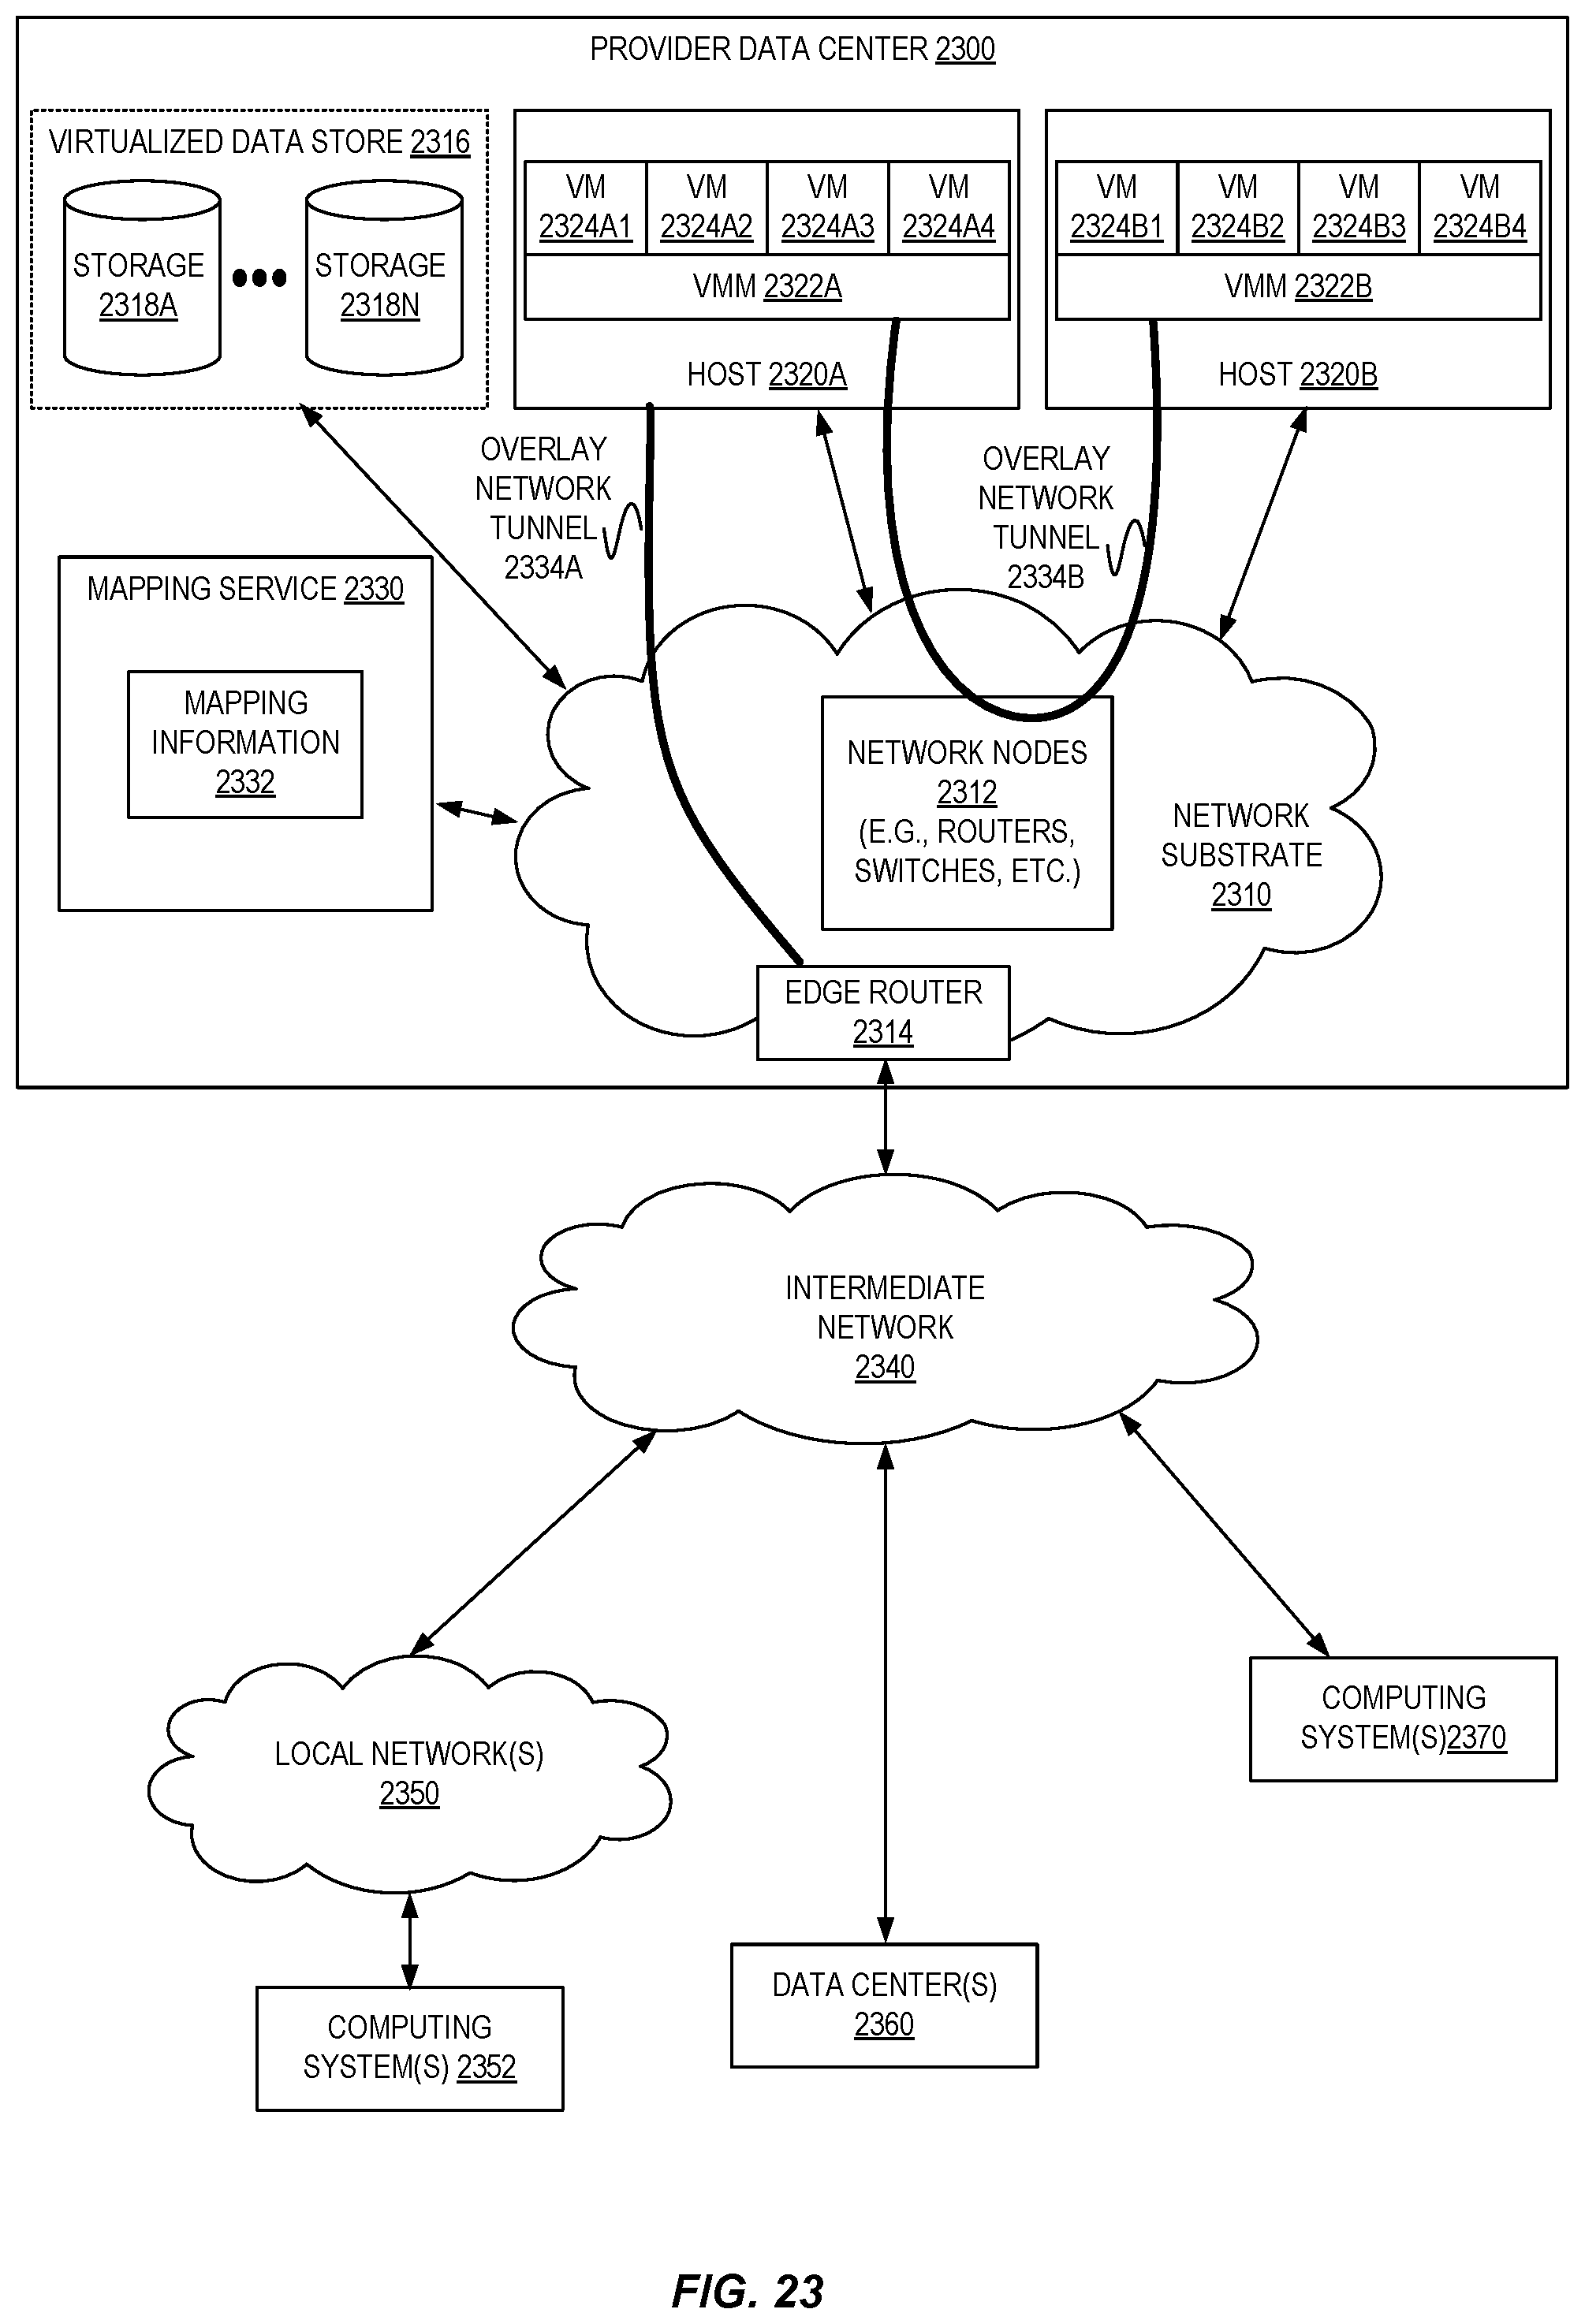 PROVIDER DATA CENTER 2300
VIRTUALIZED DATA STORE 2316
STORAGE
2318A
STORAGE
2318N
VM
2324A1
VM
2324A2
VM
2324A3
VM
2324A4
VMM 2322A
HOST 2320A
VM
2324B1
VM
2324B2
VM
2324B3
VM
2324B4
VMM 2322B
HOST 2320B
OVERLAY
NETWORK
TUNNEL
2334A
OVERLAY
NETWORK
TUNNEL
2334B
MAPPING SERVICE 2330
MAPPING
INFORMATION
2332
NETWORK NODES
2312
(E.G., ROUTERS,
SWITCHES, ETC.)
NETWORK
SUBSTRATE
2310
EDGE ROUTER
2314
INTERMEDIATE
NETWORK
2340
LOCAL NETWORK(S)
2350
COMPUTING
SYSTEM(S)2370
DATA CENTER(S)
2360
COMPUTING
SYSTEM(S) 2352
FIG. 23